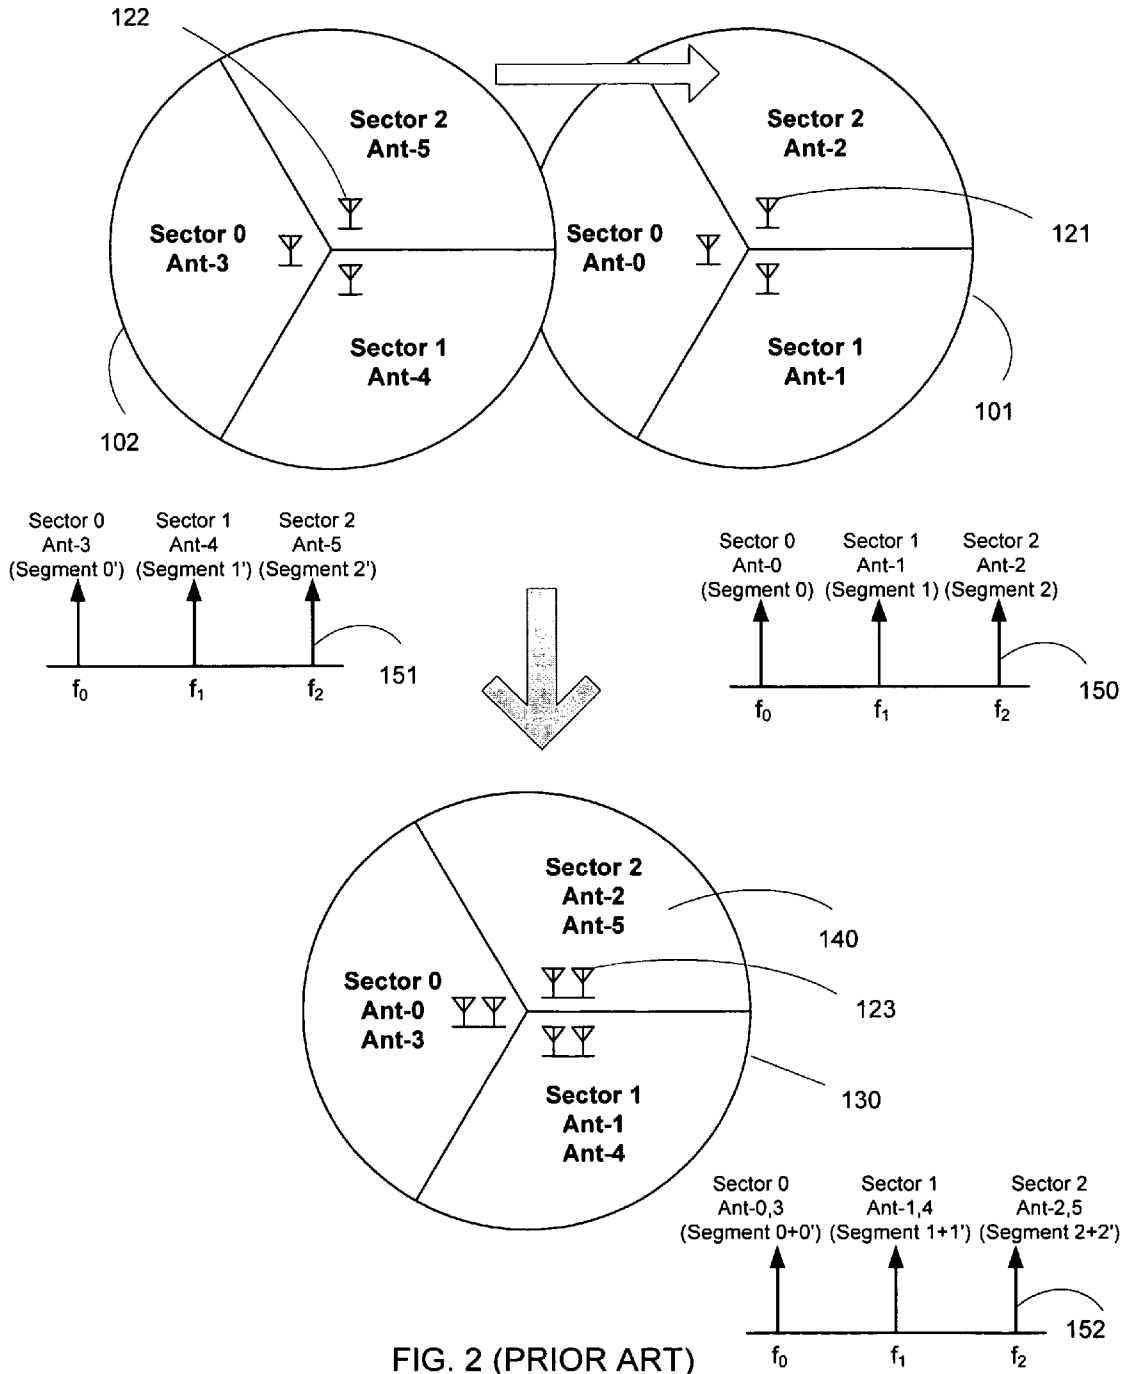 122
Sector 2
Ant-5
Sector 2
Ant-2
Sector 0
Ant-3
Sector 0
Ant-0
121
Sector 1
Ant-4
Sector 1
Ant-1
102
101
Sector 0
Ant-3
(Segment 0')
Sector 1
Ant-4
(Segment 1')
Sector 2
Ant-5
(Segment 2')
151
f₀
f₁
f₂
Sector 0
Ant-0
(Segment 0)
Sector 1
Ant-1
(Segment 1)
Sector 2
Ant-2
(Segment 2)
150
f₀
f₁
f₂
Sector 2
Ant-2
Ant-5
140
Sector 0
Ant-0
Ant-3
123
Sector 1
Ant-1
Ant-4
130
Sector 0
Ant-0,3
(Segment 0+0')
Sector 1
Ant-1,4
(Segment 1+1')
Sector 2
Ant-2,5
(Segment 2+2')
152
f₀
f₁
f₂
FIG. 2 (PRIOR ART)